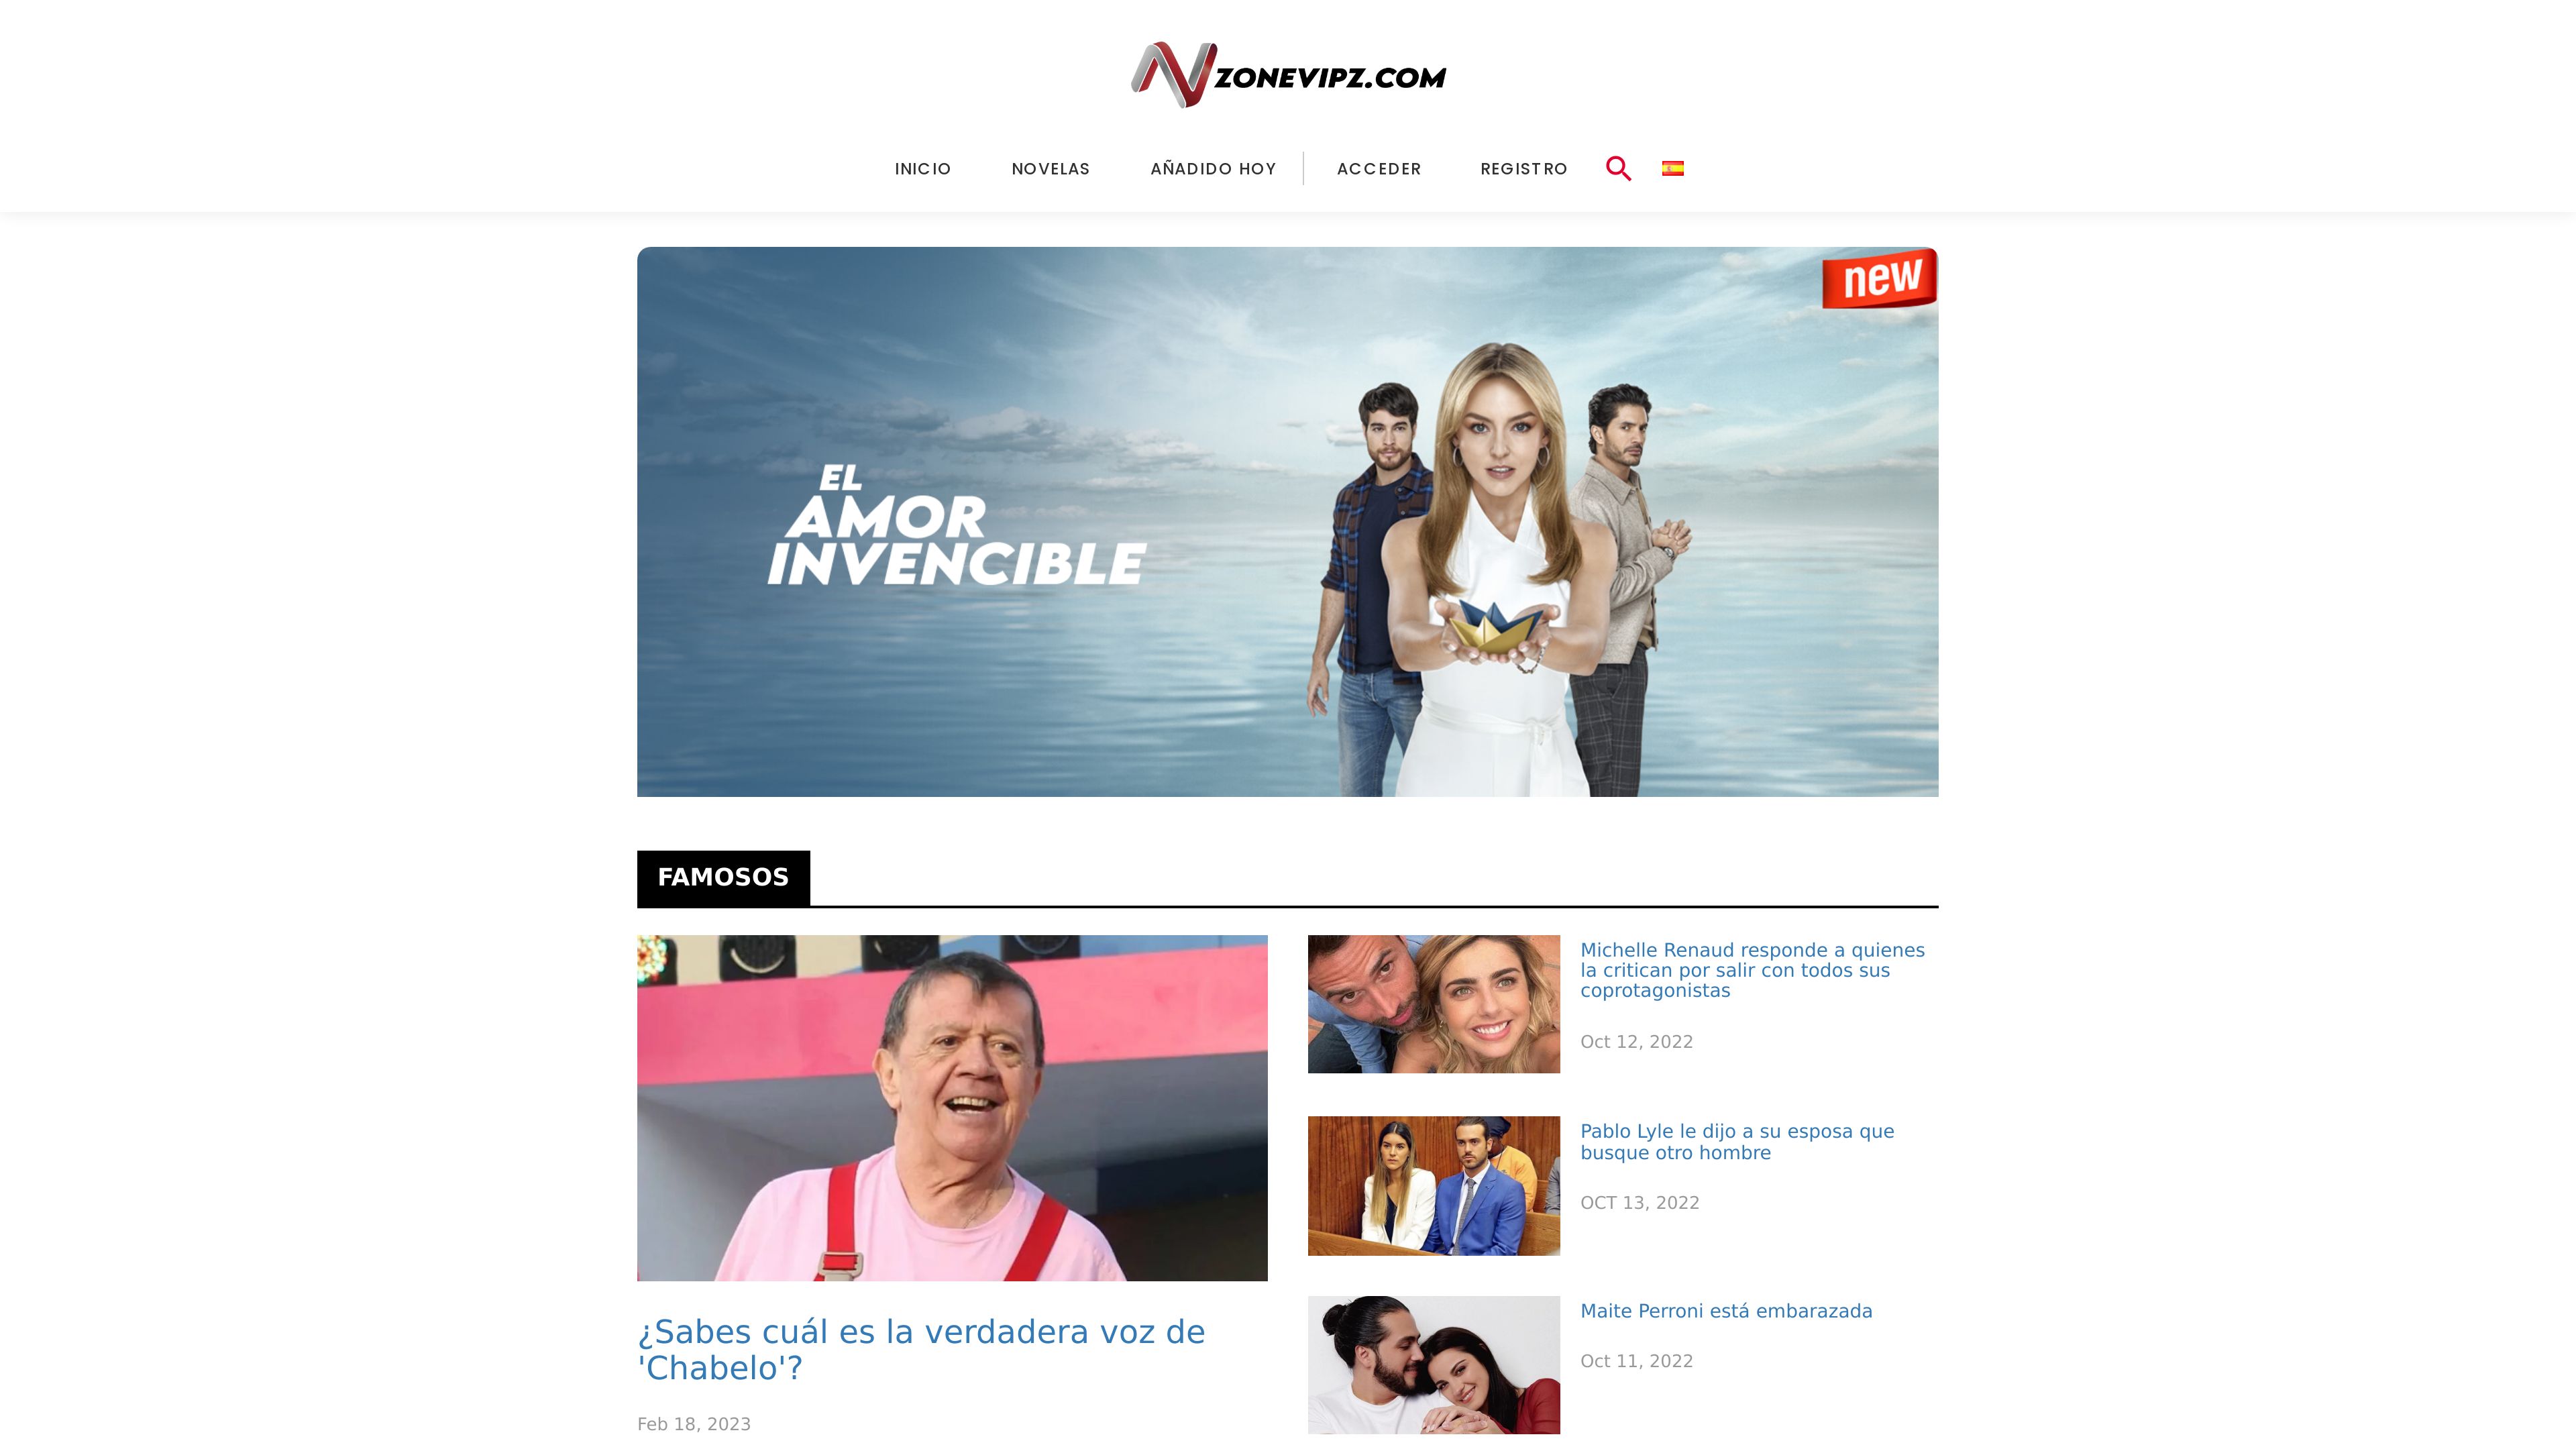 ZONEVIPZ.COM
INICIO
NOVELAS
AÑADIDO HOY
ACCEDER
REGISTRO
new
EL
AMOR
INVENCIBLE
FAMOSOS
¿Sabes cuál es la verdadera voz de
'Chabelo'?
Feb 18, 2023
Michelle Renaud responde a quienes
la critican por salir con todos sus
coprotagonistas
Oct 12, 2022
Pablo Lyle le dijo a su esposa que
busque otro hombre
OCT 13, 2022
Maite Perroni está embarazada
Oct 11, 2022